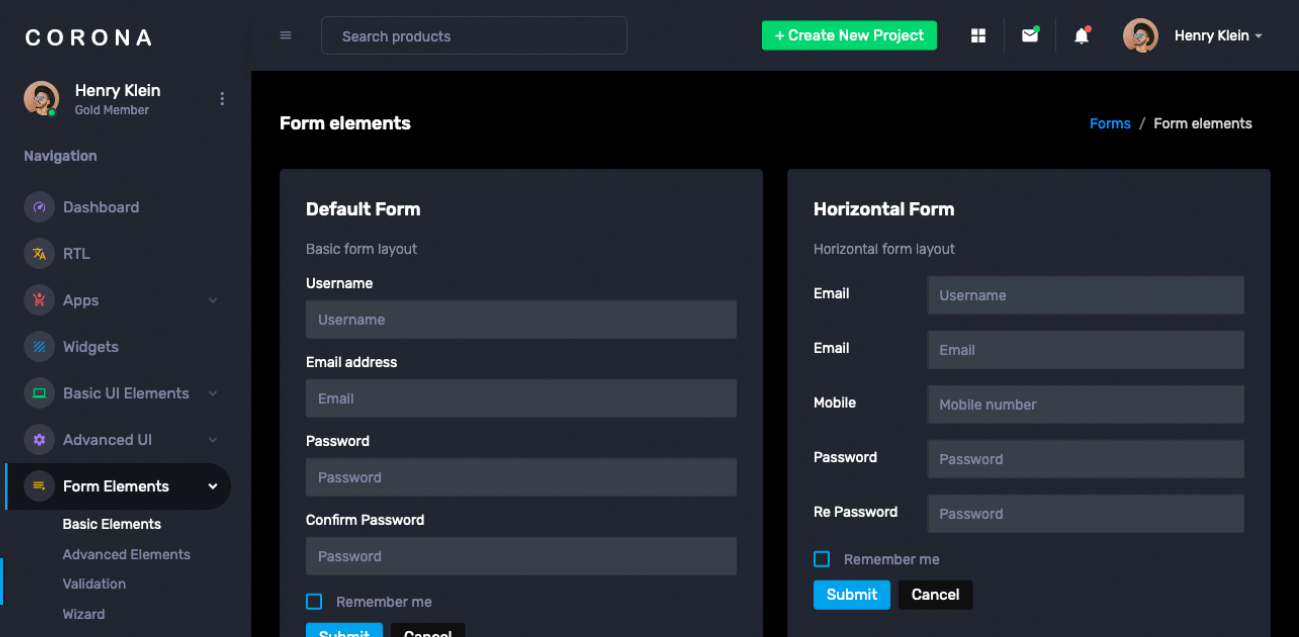 CORONA
Search products
+ Create New Project
Henry Klein
Henry Klein
Gold Member
Navigation
Dashboard
RTL
Apps
Widgets
Basic UI Elements
Advanced UI
Form Elements
Basic Elements
Advanced Elements
Validation
Wizard
Form elements
Forms / Form elements
Default Form
Basic form layout
Username
Username
Email address
Email
Password
Password
Confirm Password
Password
Remember me
Submit Cancel
Horizontal Form
Horizontal form layout
Email Username
Email Email
Mobile Mobile number
Password Password
Re Password Password
Remember me
Submit Cancel